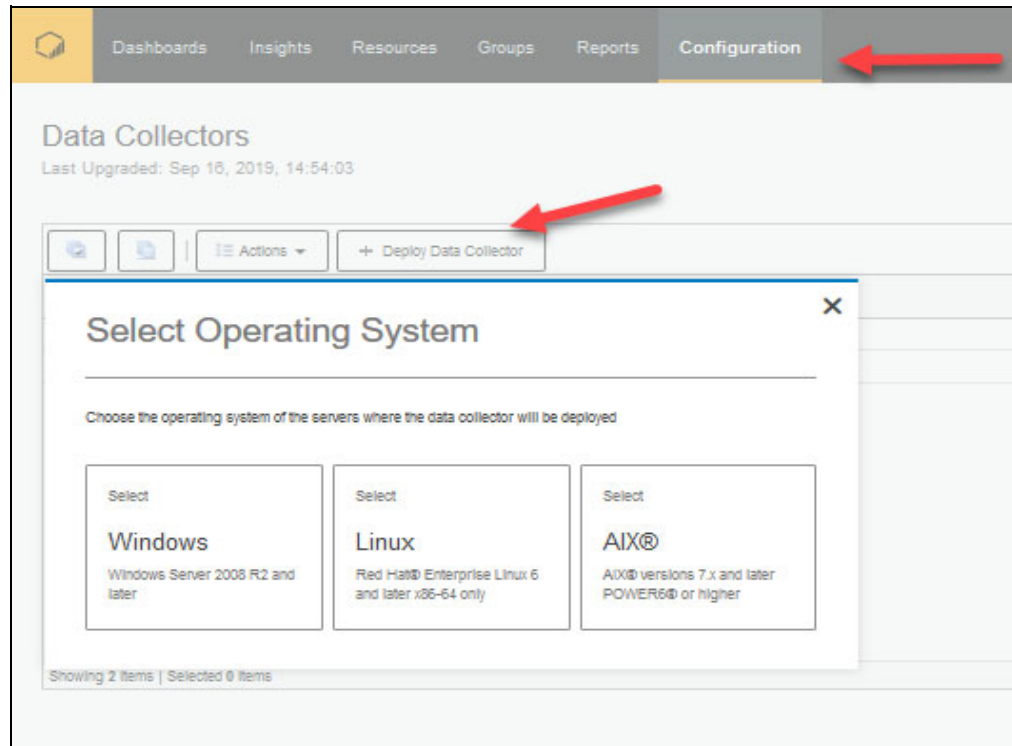 Dashboards Insights Resources Groups Reports Configuration
Data Collectors
Last Upgraded: Sep 16, 2019, 14:54:03
Actions + Deploy Data Collector
Select Operating System
Choose the operating system of the servers where the data collector will be deployed
Select Select Select
Windows Linux AIX®
Windows Server 2008 R2 and Red Hat® Enterprise Linux 6 AIX® versions 7.x and later
later and later x86-64 only POWER6® or higher
Showing 2 Items | Selected 0 Items